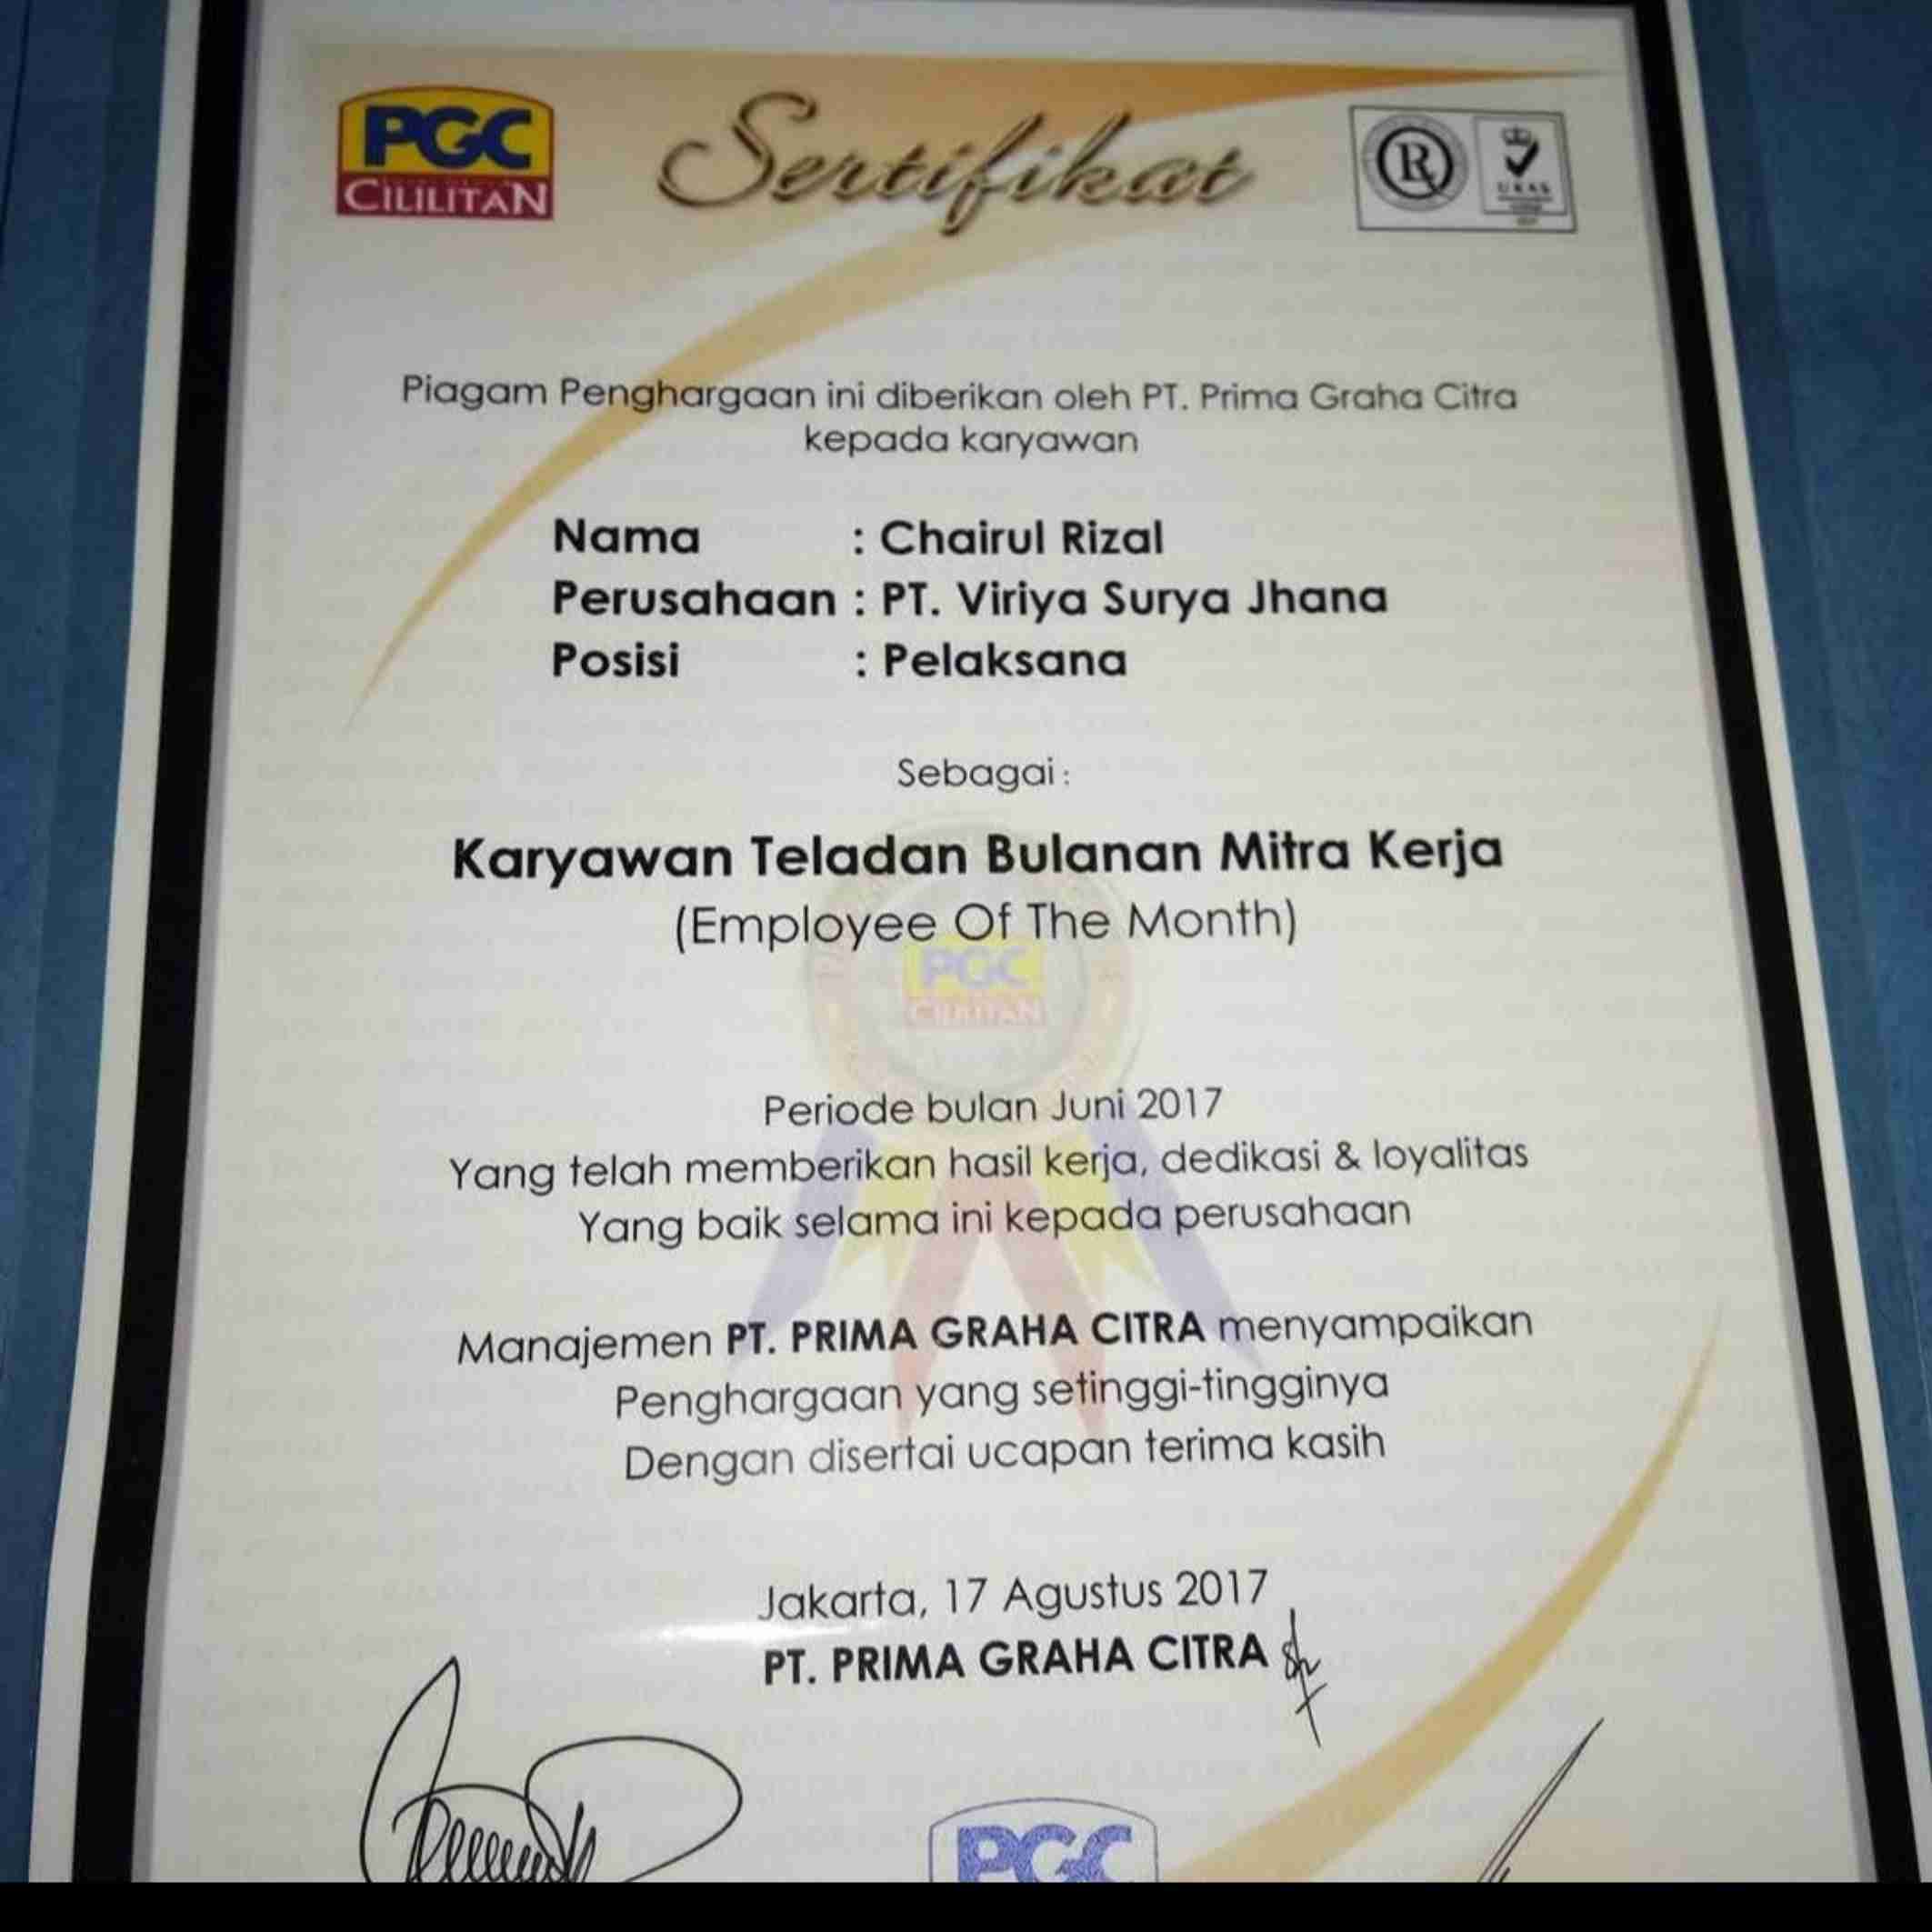 PGC
CILILITAN
Sertifikat
R
UKAS
Piagam Penghargaan ini diberikan oleh PT. Prima Graha Citra
kepada karyawan
Nama : Chairul Rizal
Perusahaan : PT. Viriya Surya Jhana
Posisi : Pelaksana
Sebagai :
Karyawan Teladan Bulanan Mitra Kerja
(Employee Of The Month)
PGC
CILILITAN
Periode bulan Juni 2017
Yang telah memberikan hasil kerja, dedikasi & loyalitas
Yang baik selama ini kepada perusahaan
Manajemen PT. PRIMA GRAHA CITRA menyampaikan
Penghargaan yang setinggi-tingginya
Dengan disertai ucapan terima kasih
Jakarta, 17 Agustus 2017
PT. PRIMA GRAHA CITRA
PGC